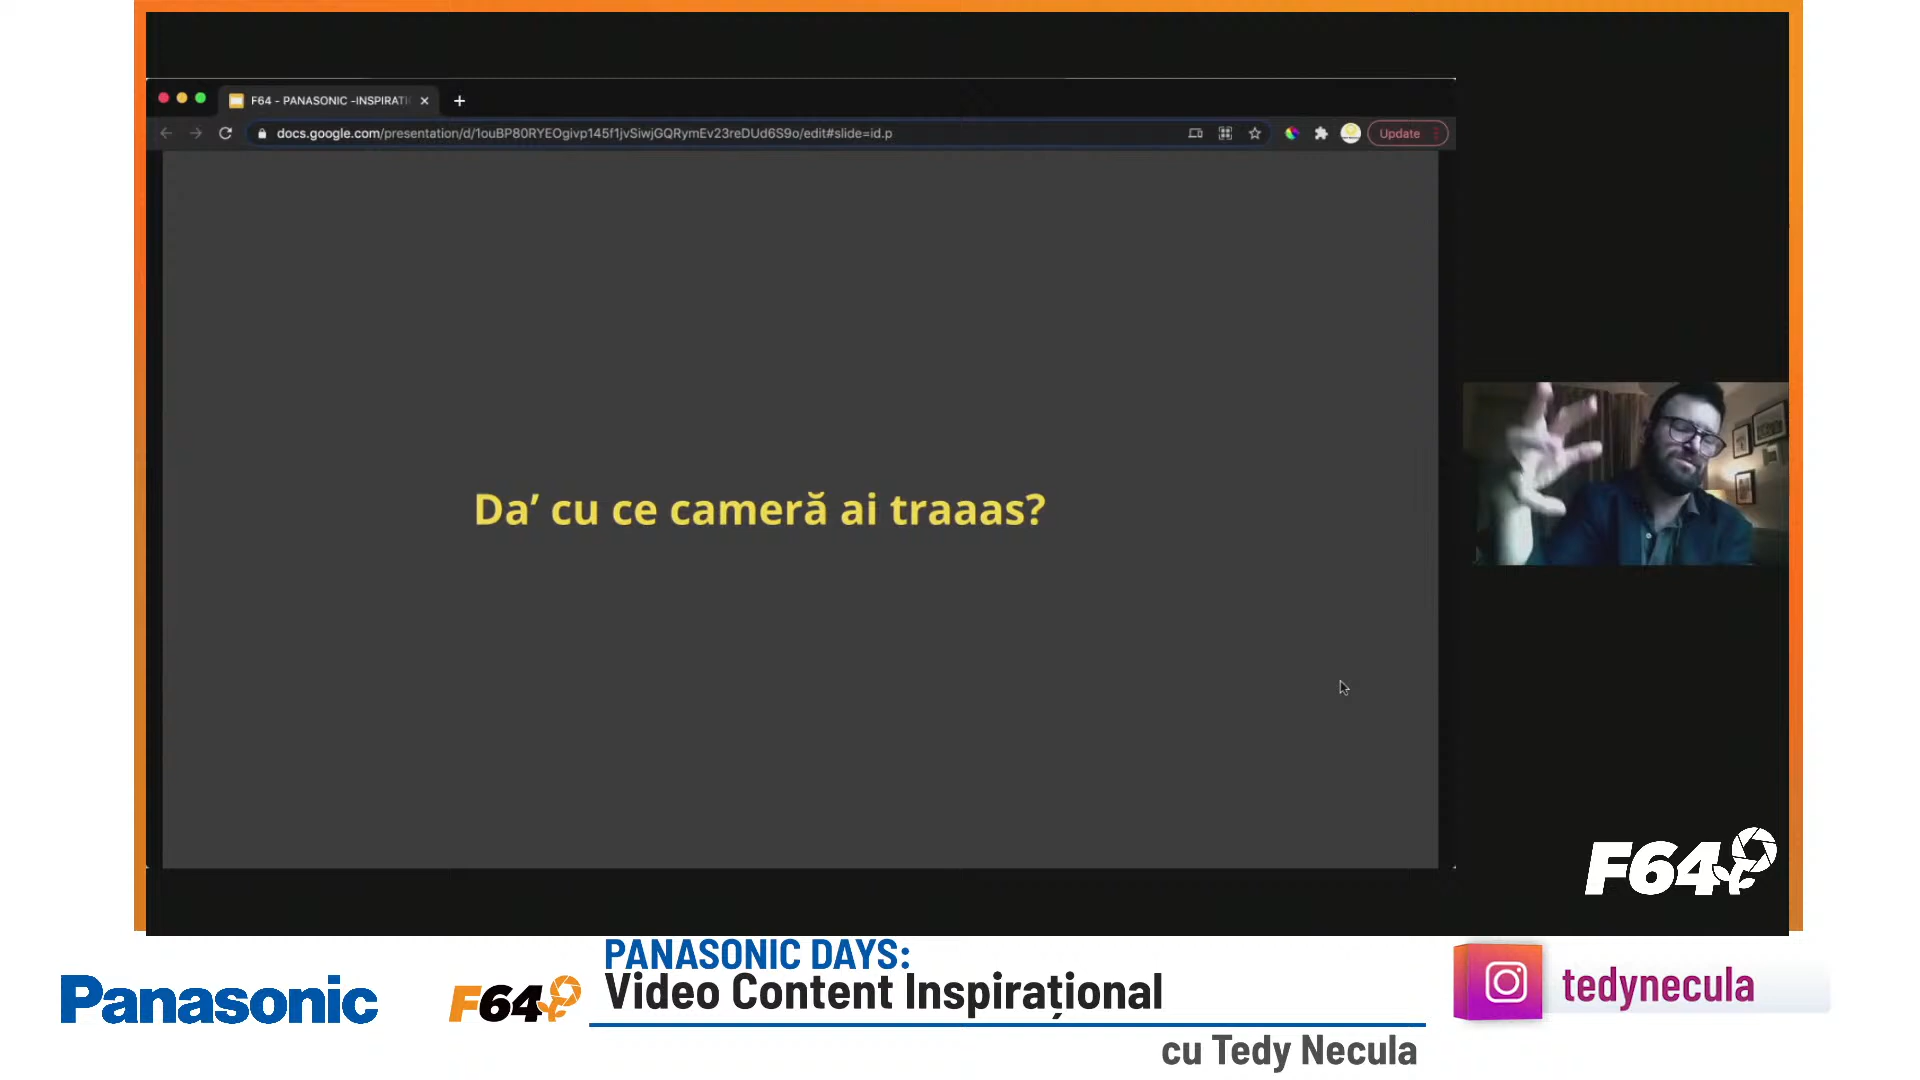 F64 - PANASONIC -INSPIRATI
docs.google.com/presentation/d/1ouBP80RYEOgivp145f1jvSiwjGQRymEv23reDUd6S9o/edit#slide=id.p
Update
Da’ cu ce cameră ai traaas?
F64
Panasonic
F64
PANASONIC DAYS:
Video Content Inspirațional
cu Tedy Necula
tedynecula